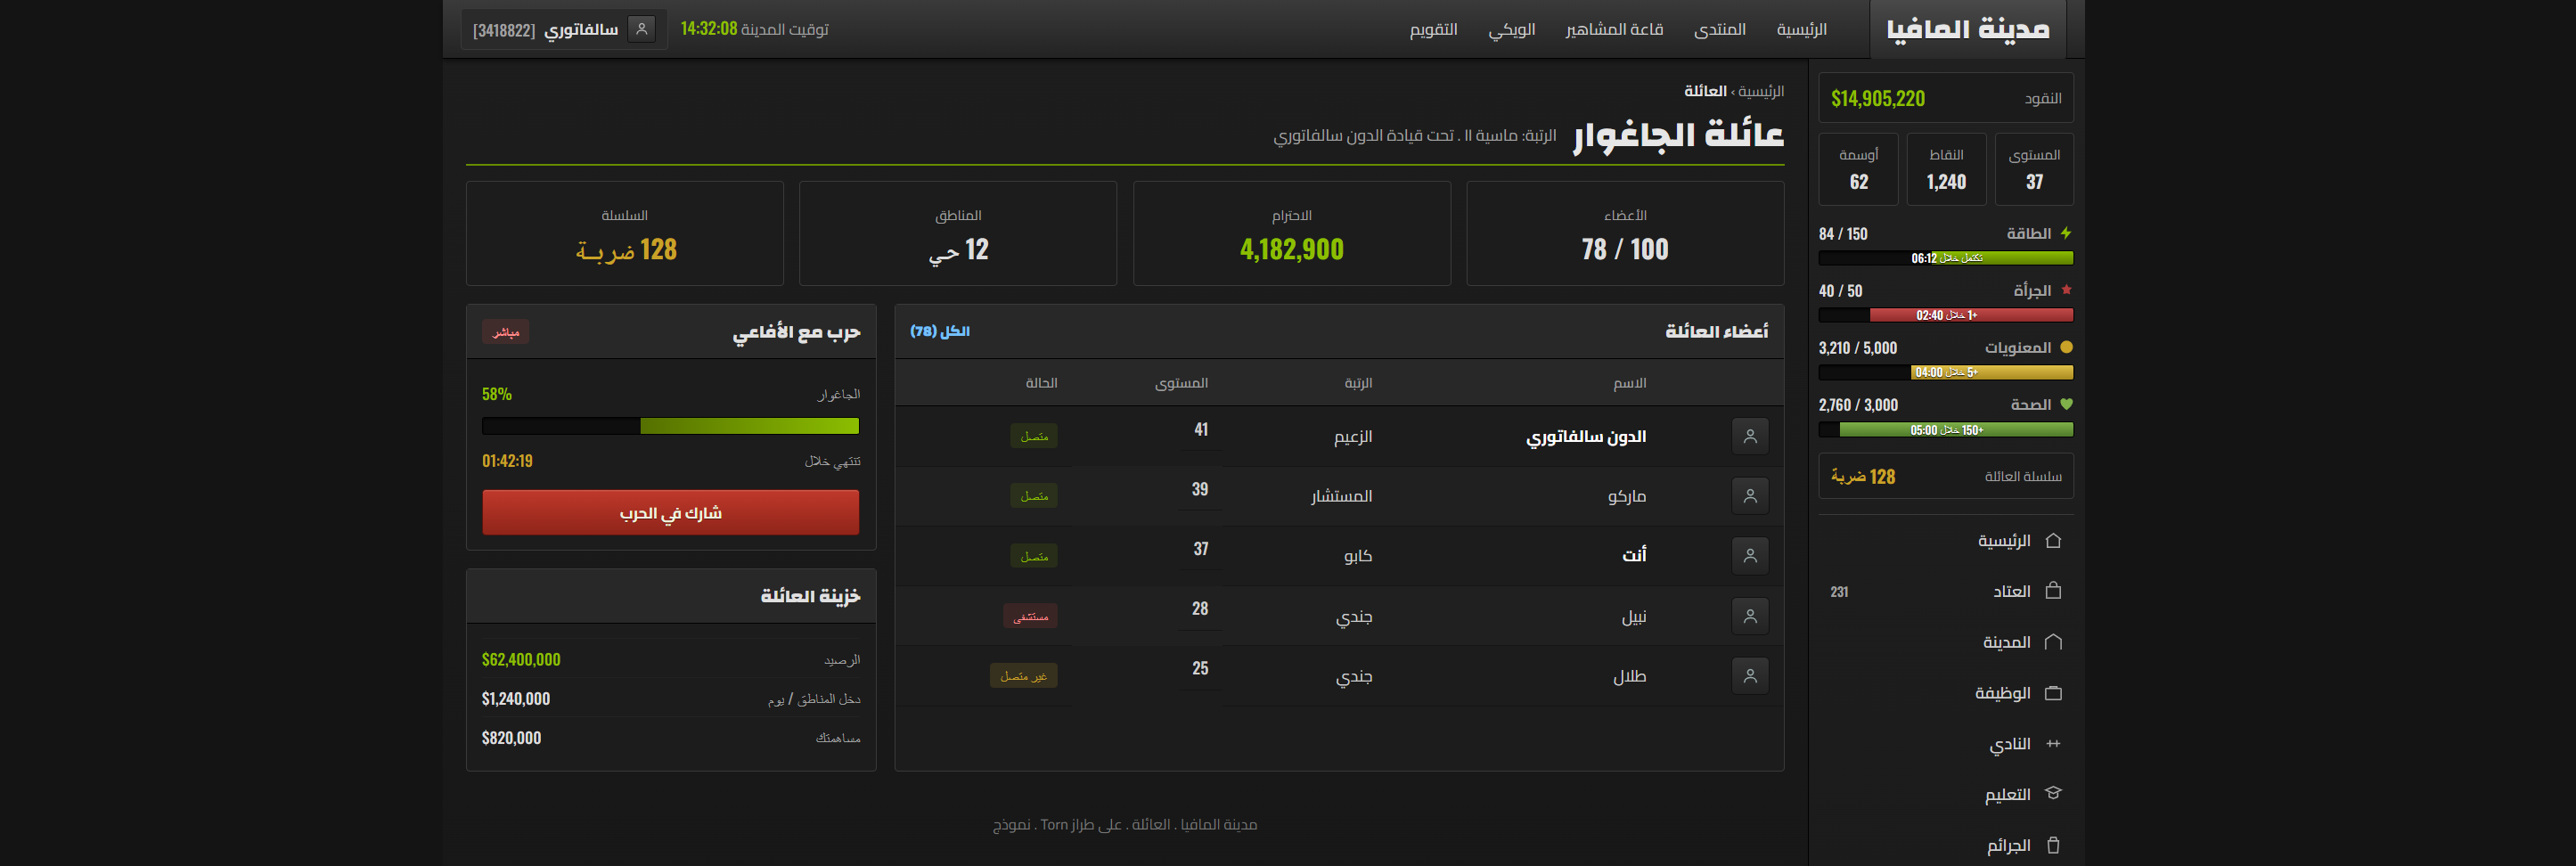 مدينة المافيا
الرئيسية المنتدى قاعة المشاهير الويكي التقويم
توقيت المدينة 14:32:08
سالفاتوري [3418822]
النقود $14,905,220
المستوى النقاط أوسمة
37 1,240 62
الطاقة 84 / 150
تكتمل خلال 06:12
الجرأة 40 / 50
+1 خلال 02:40
المعنويات 3,210 / 5,000
+5 خلال 04:00
الصحة 2,760 / 3,000
+150 خلال 05:00
سلسلة العائلة 128 ضربة
الرئيسية
العتاد 231
المدينة
الوظيفة
النادي
التعليم
الجرائم
الرئيسية › العائلة
عائلة الجاغوار الرتبة: ماسية II . تحت قيادة الدون سالفاتوري
الأعضاء الاحترام المناطق السلسلة
78 / 100 4,182,900 12 حي 128 ضربة
أعضاء العائلة الكل (78)
الاسم الرتبة المستوى الحالة
الدون سالفاتوري الزعيم 41 متصل
ماركو المستشار 39 متصل
أنت كابو 37 متصل
نبيل جندي 28 مستشفى
طلال جندي 25 غير متصل
حرب مع الأفاعي مباشر
الجاغوار 58%
تنتهي خلال 01:42:19
شارك في الحرب
خزينة العائلة
الرصيد $62,400,000
دخل المناطق / يوم $1,240,000
مساهمتك $820,000
مدينة المافيا . العائلة . على طراز Torn . نموذج